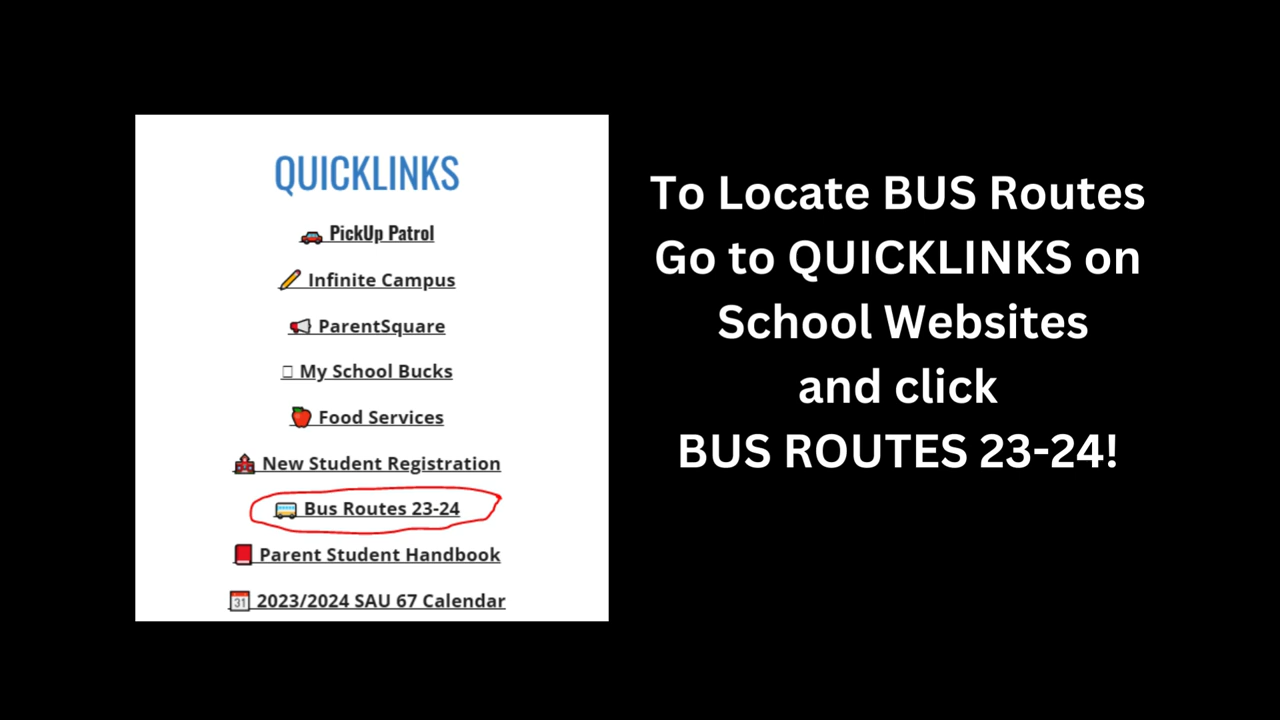 QUICKLINKS
PickUp Patrol
Infinite Campus
ParentSquare
My School Bucks
Food Services
New Student Registration
Bus Routes 23-24
Parent Student Handbook
31 2023/2024 SAU 67 Calendar
To Locate BUS Routes
Go to QUICKLINKS on
School Websites
and click
BUS ROUTES 23-24!